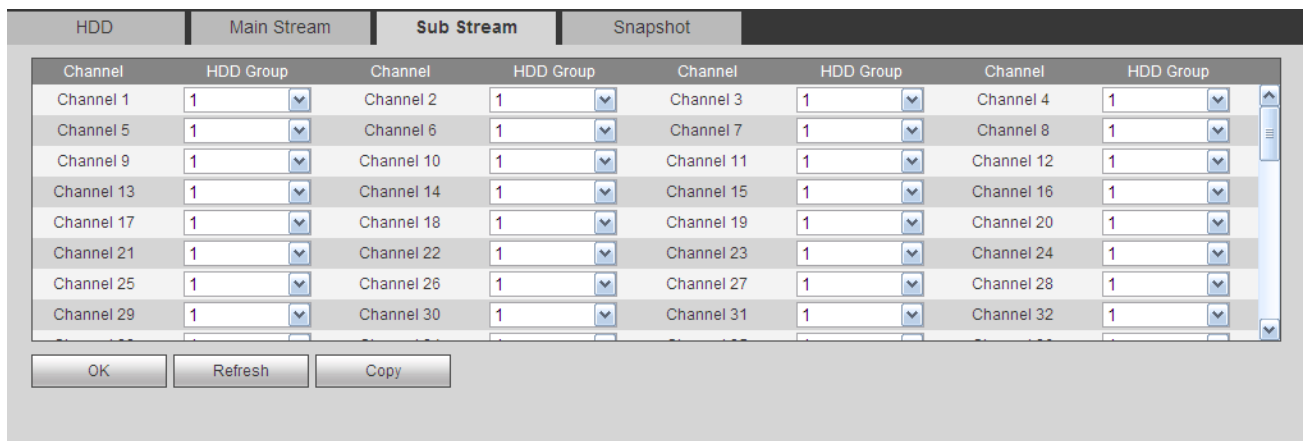 HDD Main Stream Sub Stream Snapshot
Channel HDD Group Channel HDD Group Channel HDD Group Channel HDD Group
Channel 1 1 Channel 2 1 Channel 3 1 Channel 4 1
Channel 5 1 Channel 6 1 Channel 7 1 Channel 8 1
Channel 9 1 Channel 10 1 Channel 11 1 Channel 12 1
Channel 13 1 Channel 14 1 Channel 15 1 Channel 16 1
Channel 17 1 Channel 18 1 Channel 19 1 Channel 20 1
Channel 21 1 Channel 22 1 Channel 23 1 Channel 24 1
Channel 25 1 Channel 26 1 Channel 27 1 Channel 28 1
Channel 29 1 Channel 30 1 Channel 31 1 Channel 32 1
OK Refresh Copy